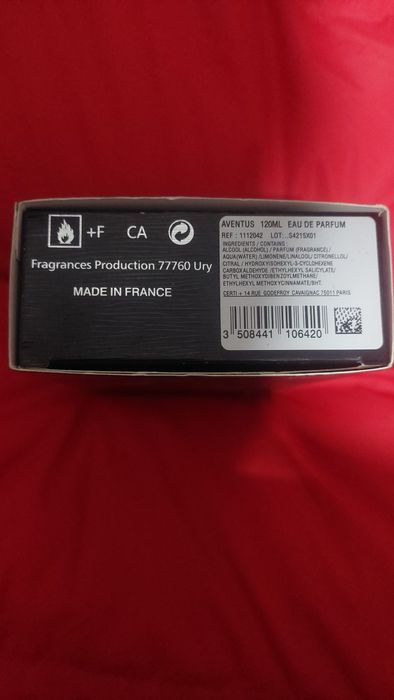 +F CA
Fragrances Production 77760 Ury
MADE IN FRANCE
AVENTUS 120ML EAU DE PARFUM
REF : 1112042 LOT: .S4215X01
INGREDIENTS / CONTAINS :
ALCOOL (ALCOHOL) / PARFUM (FRAGRANCE)/
AQUA(WATER) /LIMONENE/LINALOOL/ CITRONELLOL/
CITRAL / HYDROXYISOHEXYL-3-CYCLOHEXENE
CARBOXALDEHYDE /ETHYLHEXYL SALICYLATE/
BUTYL METHOXYDIBENZOYLMETHANE/
ETHYLHEXYL METHOXYCINNAMATE/BHT.
CERTI + 14 RUE GODEFROY CAVAIGNAC 75011 PARIS
3 508441 106420